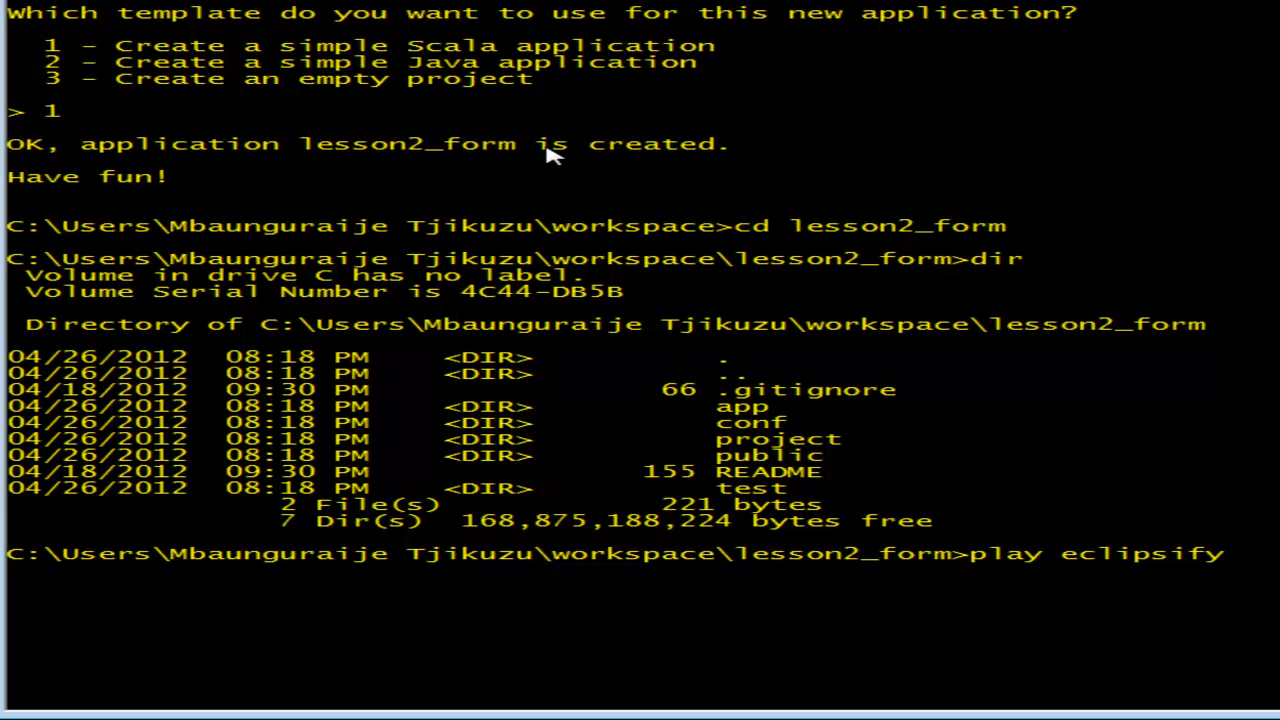 Which template do you want to use for this new application?
1 - Create a simple Scala application
2 - Create a simple Java application
3 - Create an empty project
> 1
OK, application lesson2_form is created.
Have fun!
C:\Users\Mbaunguraije Tjikuzu\workspace>cd lesson2_form
C:\Users\Mbaunguraije Tjikuzu\workspace\lesson2_form>dir
Volume in drive C has no label.
Volume Serial Number is 4C44-DB5B
Directory of C:\Users\Mbaunguraije Tjikuzu\workspace\lesson2_form
04/26/2012 08:18 PM <DIR> .
04/26/2012 08:18 PM <DIR> ..
04/18/2012 09:30 PM 66 .gitignore
04/26/2012 08:18 PM <DIR> app
04/26/2012 08:18 PM <DIR> conf
04/26/2012 08:18 PM <DIR> project
04/26/2012 08:18 PM <DIR> public
04/18/2012 09:30 PM 155 README
04/26/2012 08:18 PM <DIR> test
2 File(s) 221 bytes
7 Dir(s) 168,875,188,224 bytes free
C:\Users\Mbaunguraije Tjikuzu\workspace\lesson2_form>play eclipsify